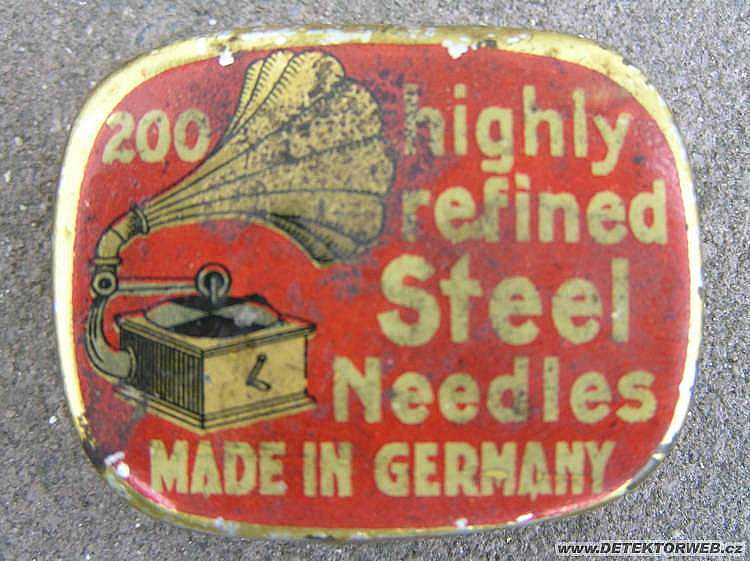 200 highly
refined
Steel
Needles
MADE IN GERMANY
www.DETEKTORWEB.cz